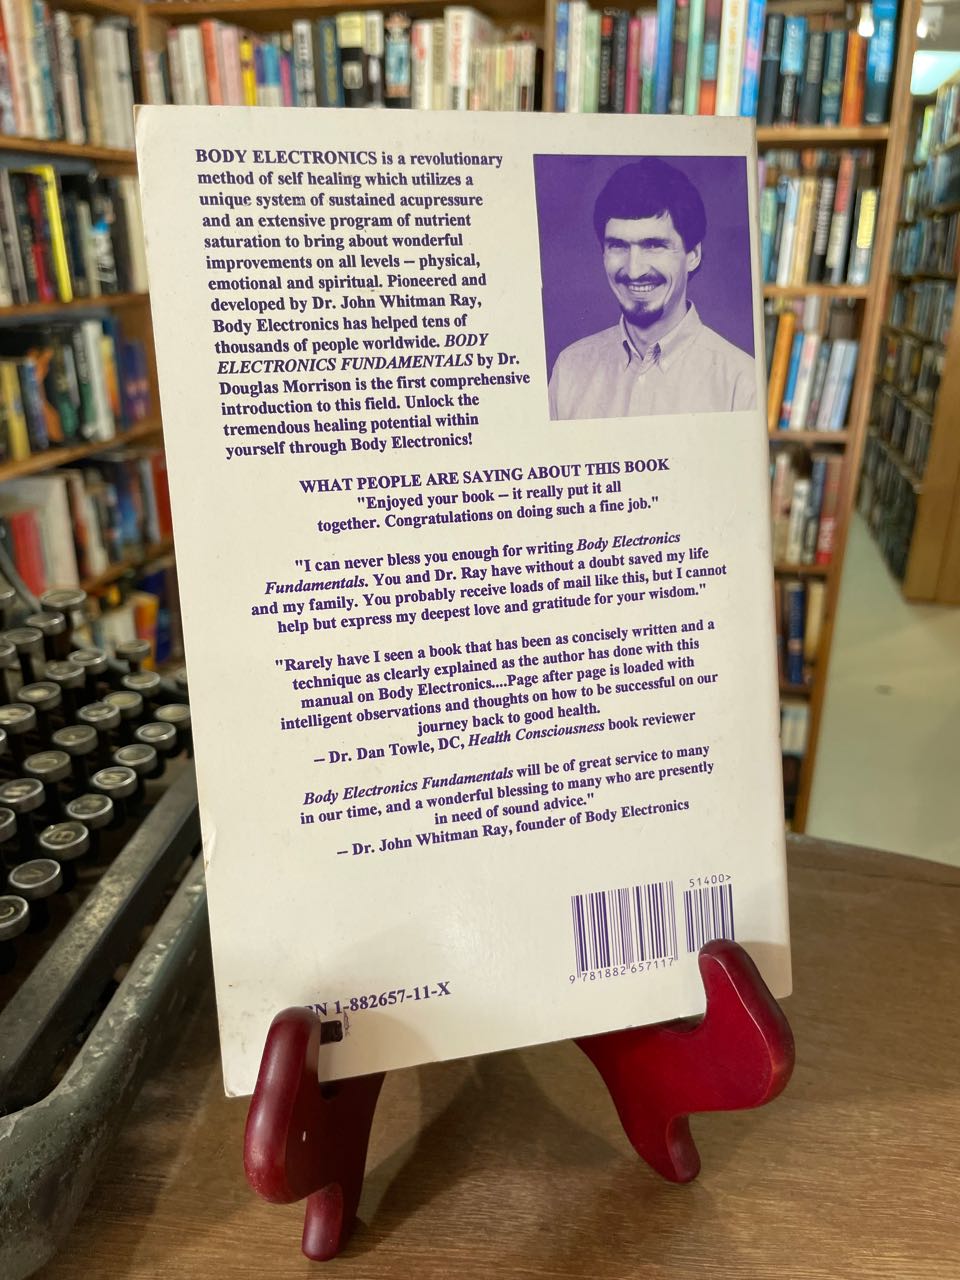 BODY ELECTRONICS is a revolutionary
method of self healing which utilizes a
unique system of sustained acupressure
and an extensive program of nutrient
saturation to bring about wonderful
improvements on all levels – physical,
emotional and spiritual. Pioneered and
developed by Dr. John Whitman Ray,
Body Electronics has helped tens of
thousands of people worldwide. BODY
ELECTRONICS FUNDAMENTALS by Dr.
Douglas Morrison is the first comprehensive
introduction to this field. Unlock the
tremendous healing potential within
yourself through Body Electronics!
WHAT PEOPLE ARE SAYING ABOUT THIS BOOK
"Enjoyed your book – it really put it all
together. Congratulations on doing such a fine job."
"I can never bless you enough for writing Body Electronics
Fundamentals. You and Dr. Ray have without a doubt saved my life
and my family. You probably receive loads of mail like this, but I cannot
help but express my deepest love and gratitude for your wisdom."
"Rarely have I seen a book that has been as concisely written and a
technique as clearly explained as the author has done with this
manual on Body Electronics....Page after page is loaded with
intelligent observations and thoughts on how to be successful on our
journey back to good health.
– Dr. Dan Towle, DC, Health Consciousness book reviewer
Body Electronics Fundamentals will be of great service to many
in our time, and a wonderful blessing to many who are presently
in need of sound advice."
– Dr. John Whitman Ray, founder of Body Electronics
51400>
9 781882 657117
1-882657-11-X